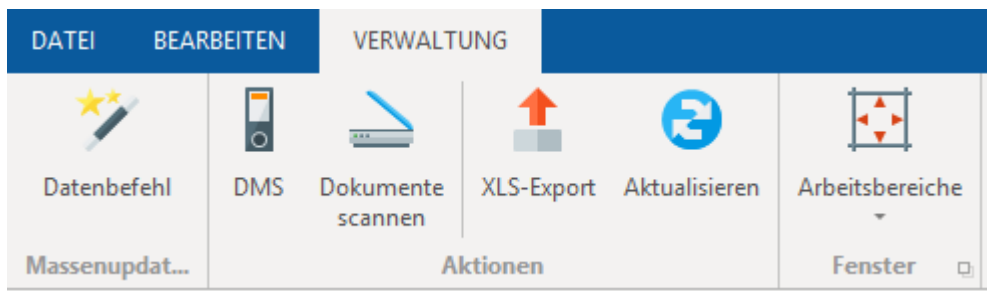 DATEI BEARBEITEN VERWALTUNG
Datenbefehl DMS Dokumente scannen XLS-Export Aktualisieren Arbeitsbereiche
Massenupdat... Aktionen Fenster